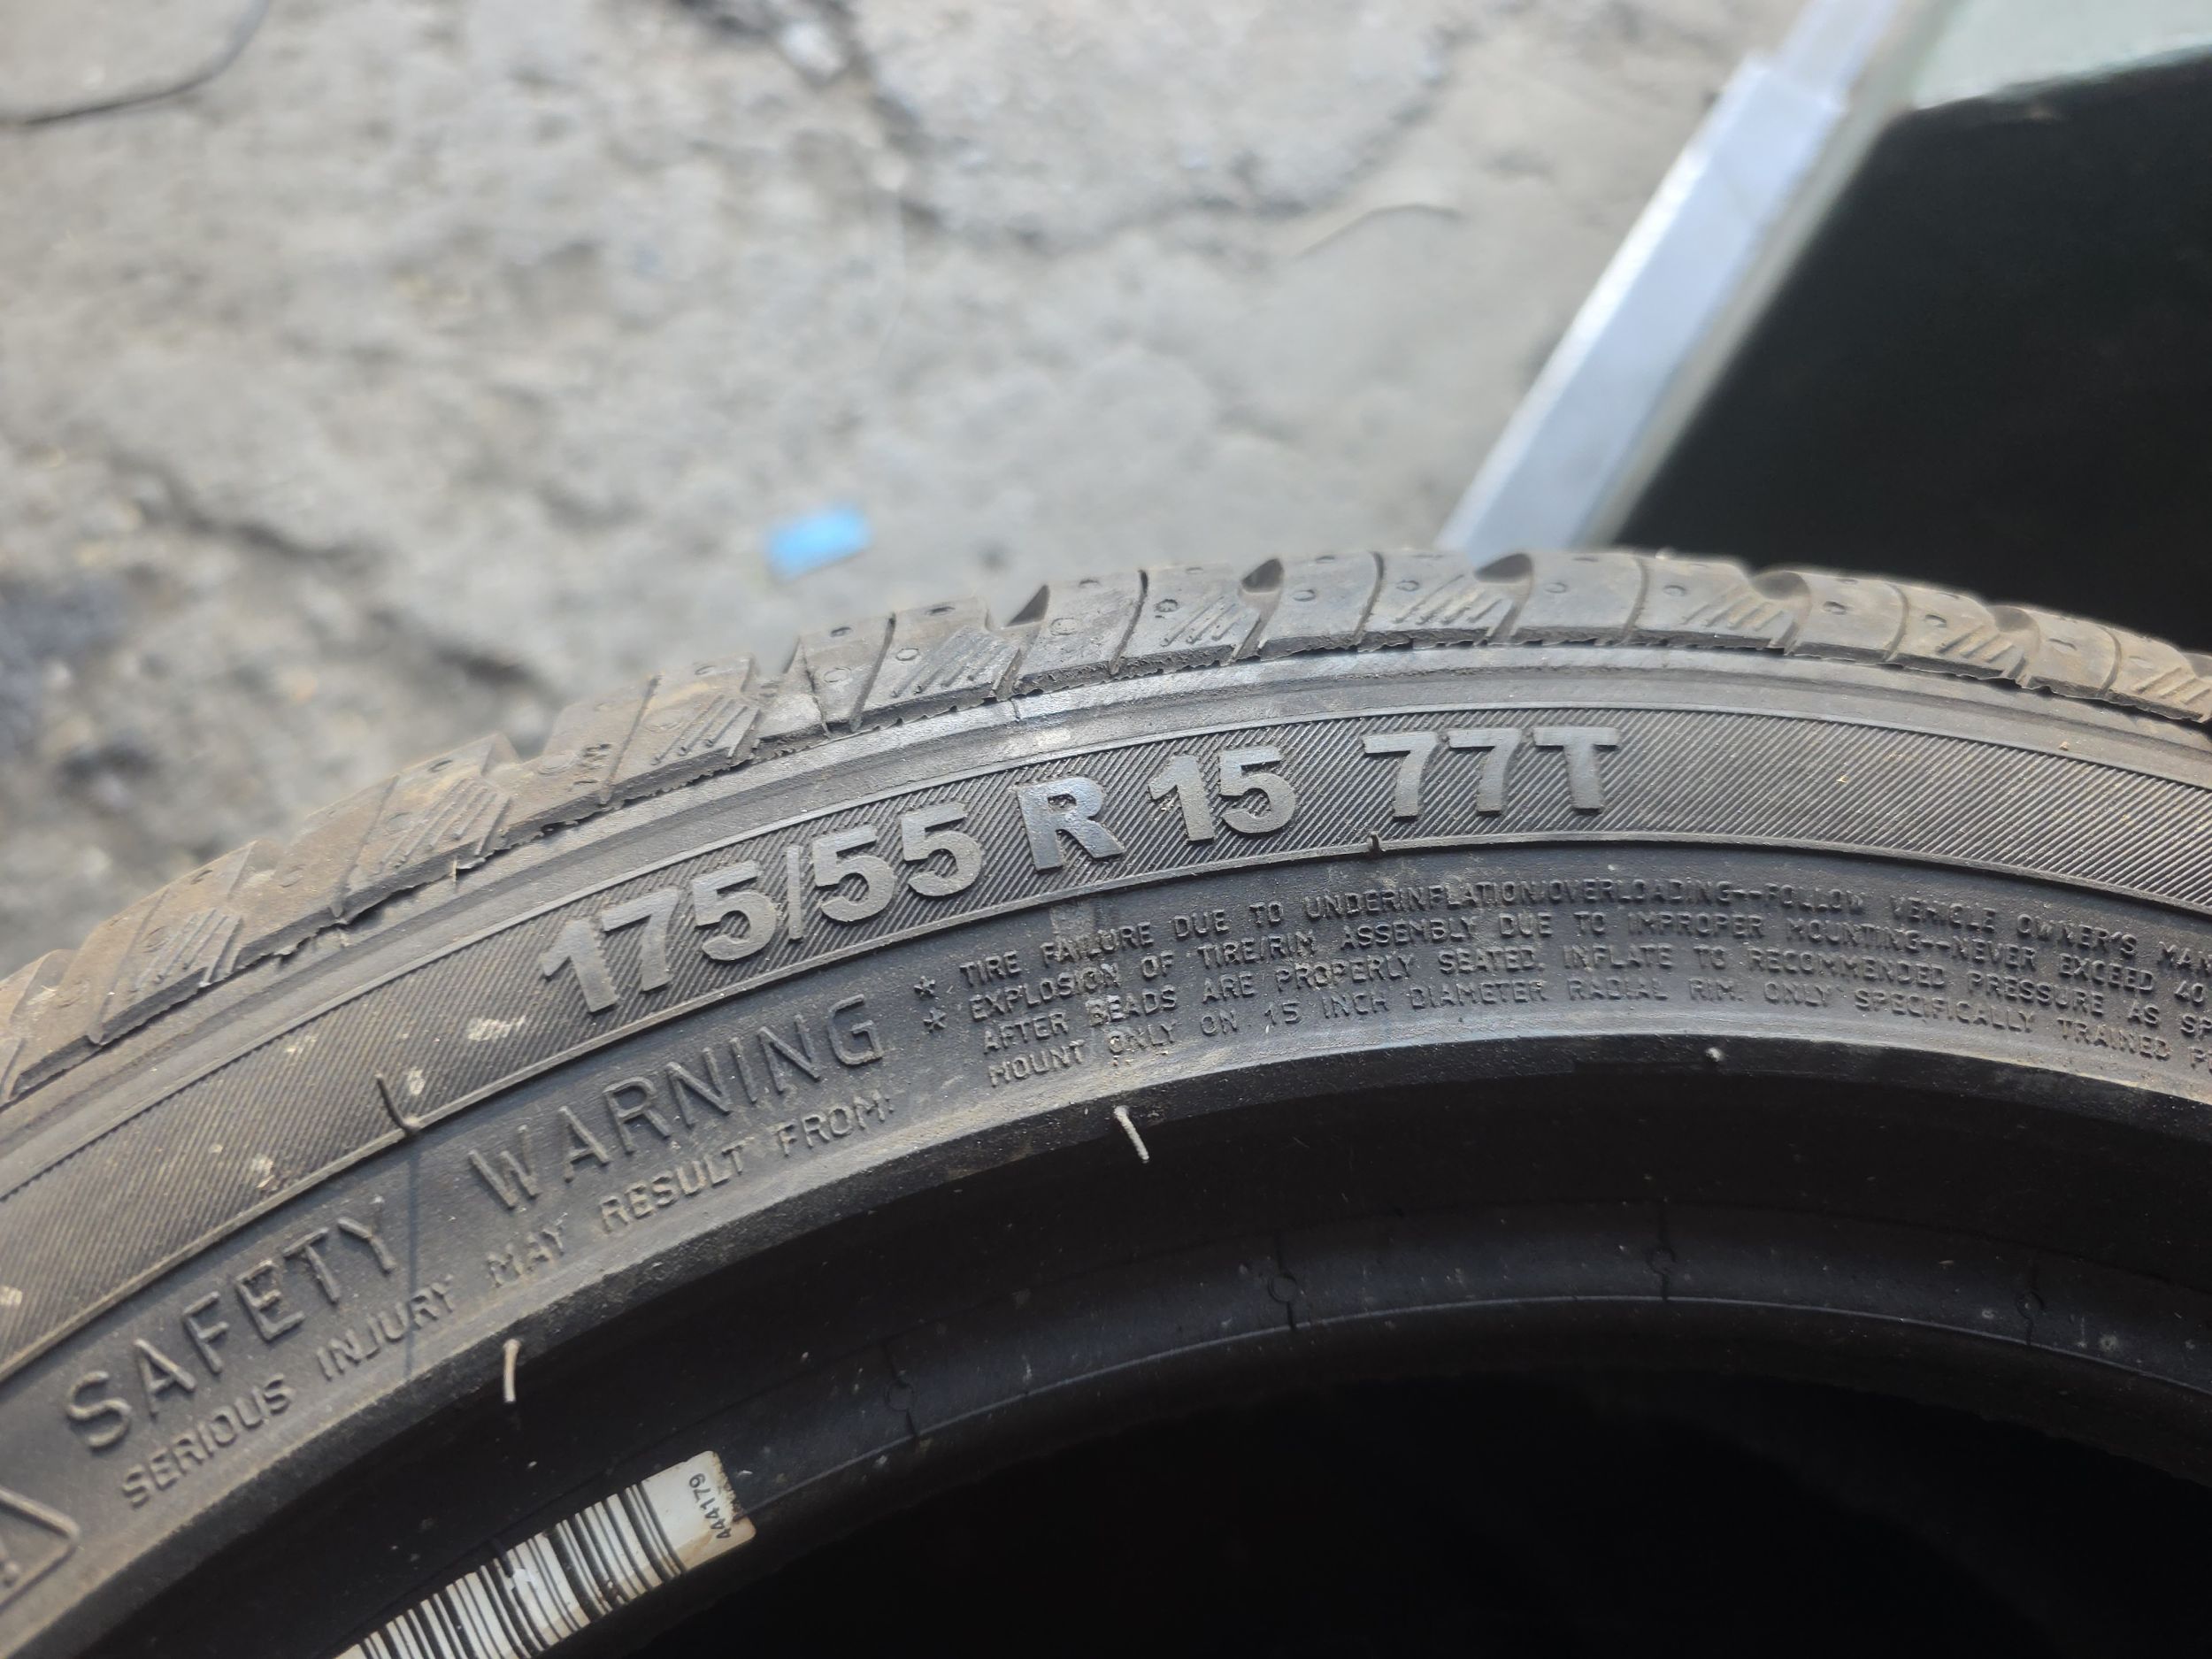 175/55 R 15 77T
SAFETY WARNING
SERIOUS INJURY MAY RESULT FROM:
* TIRE FAILURE DUE TO UNDERINFLATION/OVERLOADING--FOLLOW VEHICLE OWNER'S
* EXPLOSION OF TIRE/RIM ASSEMBLY DUE TO IMPROPER MOUNTING--NEVER EXCEED 40
AFTER BEADS ARE PROPERLY SEATED. INFLATE TO RECOMMENDED PRESSURE AS
MOUNT ONLY ON 15 INCH DIAMETER RADIAL RIM. ONLY SPECIFICALLY TRAINED
444179